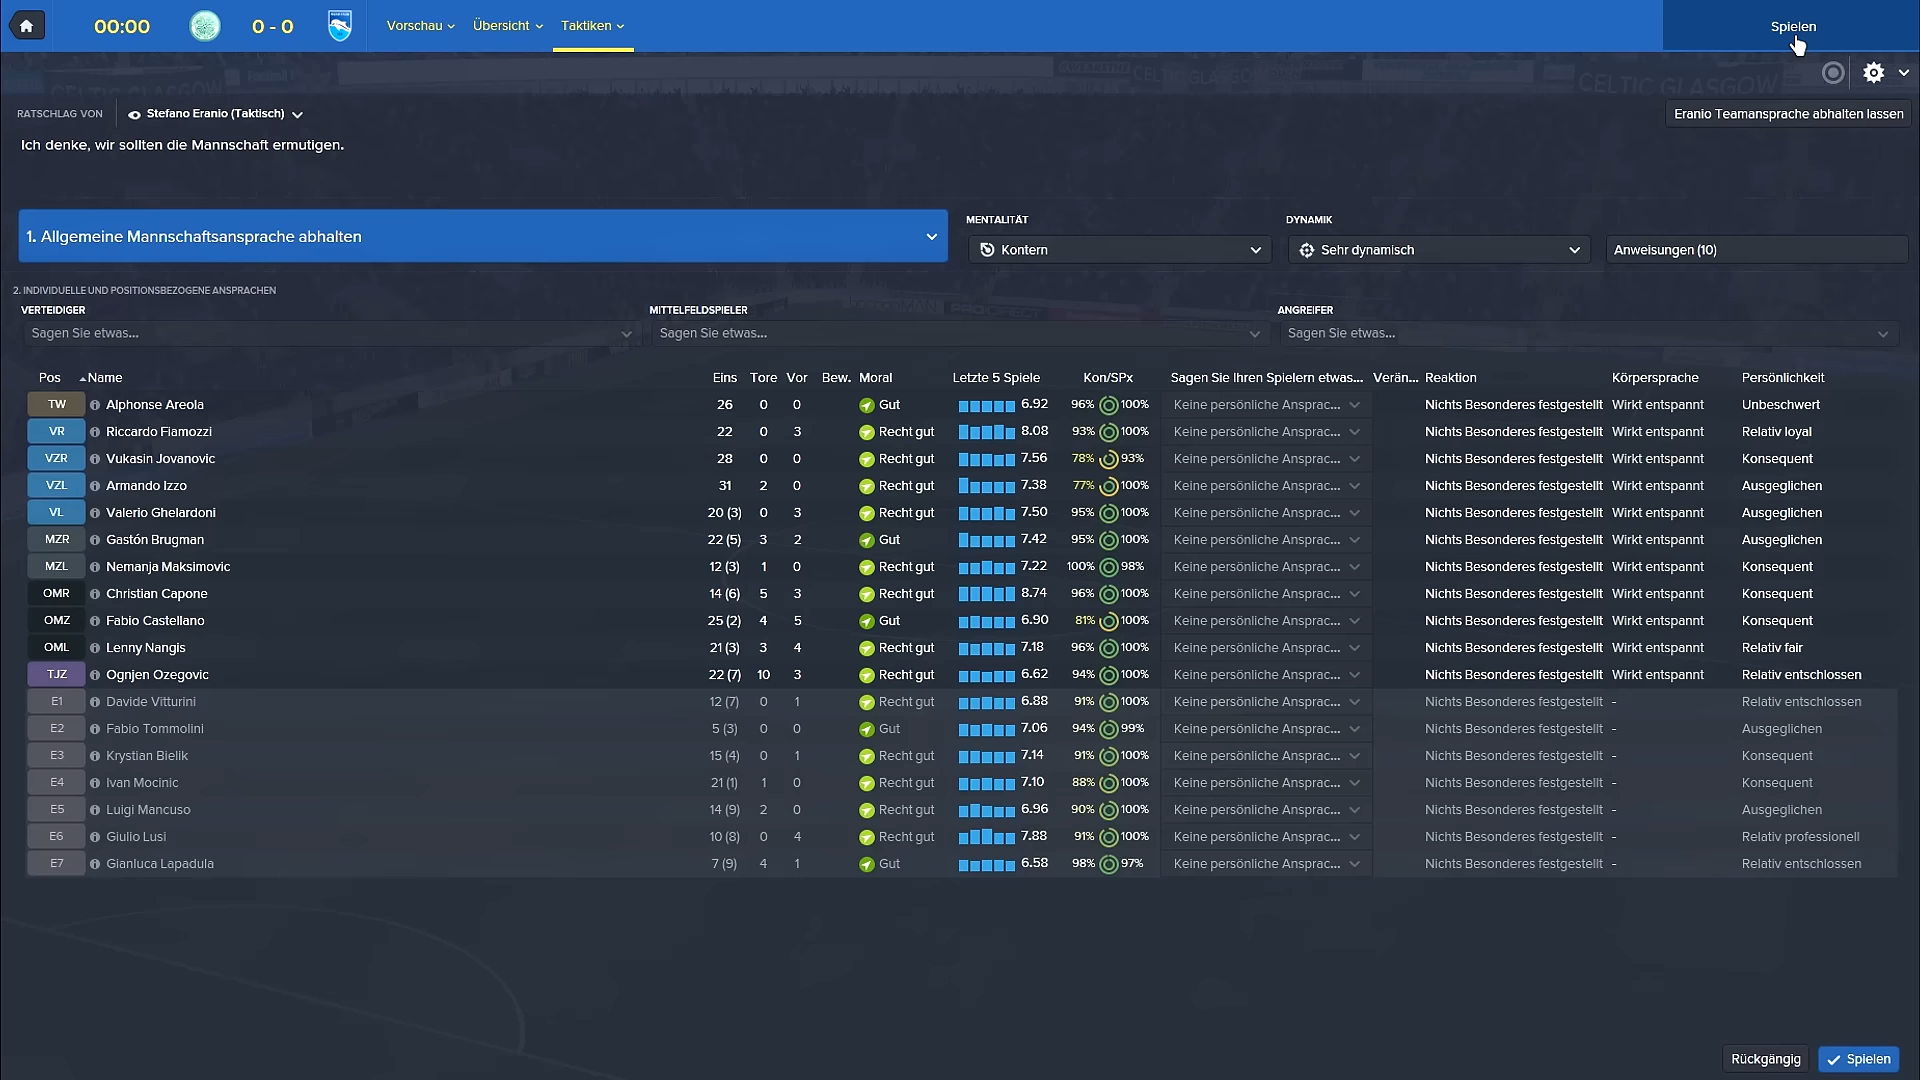 00:00 0 - 0 Vorschau Übersicht Taktiken Spielen
CELTIC GLASGOW CELTIC GLASGOW
RATSCHLAG VON Stefano Eranio (Taktisch) Eranio Teamansprache abhalten lassen
Ich denke, wir sollten die Mannschaft ermutigen.
MENTALITÄT DYNAMIK
1. Allgemeine Mannschaftsansprache abhalten Kontern Sehr dynamisch Anweisungen (10)
2. INDIVIDUELLE UND POSITIONSBEZOGENE ANSPRACHEN
VERTEIDIGER MITTELFELDSPIELER ANGREIFER
Sagen Sie etwas... Sagen Sie etwas... Sagen Sie etwas...
Pos Name Eins Tore Vor Bew. Moral Letzte 5 Spiele Kon/SPx Sagen Sie Ihren Spielern etwas... Verän... Reaktion Körpersprache Persönlichkeit
TW Alphonse Areola 26 0 0 Gut 6.92 96% 100% Keine persönliche Ansprac... Nichts Besonderes festgestellt Wirkt entspannt Unbeschwert
VR Riccardo Fiamozzi 22 0 3 Recht gut 8.08 93% 100% Keine persönliche Ansprac... Nichts Besonderes festgestellt Wirkt entspannt Relativ loyal
VZR Vukasin Jovanovic 28 0 0 Recht gut 7.56 78% 93% Keine persönliche Ansprac... Nichts Besonderes festgestellt Wirkt entspannt Konsequent
VZL Armando Izzo 31 2 0 Recht gut 7.38 77% 100% Keine persönliche Ansprac... Nichts Besonderes festgestellt Wirkt entspannt Ausgeglichen
VL Valerio Ghelardoni 20 (3) 0 3 Recht gut 7.50 95% 100% Keine persönliche Ansprac... Nichts Besonderes festgestellt Wirkt entspannt Ausgeglichen
MZR Gastón Brugman 22 (5) 3 2 Gut 7.42 95% 100% Keine persönliche Ansprac... Nichts Besonderes festgestellt Wirkt entspannt Ausgeglichen
MZL Nemanja Maksimovic 12 (3) 1 0 Recht gut 7.22 100% 98% Keine persönliche Ansprac... Nichts Besonderes festgestellt Wirkt entspannt Konsequent
OMR Christian Capone 14 (6) 5 3 Recht gut 8.74 96% 100% Keine persönliche Ansprac... Nichts Besonderes festgestellt Wirkt entspannt Konsequent
OMZ Fabio Castellano 25 (2) 4 5 Gut 6.90 81% 100% Keine persönliche Ansprac... Nichts Besonderes festgestellt Wirkt entspannt Konsequent
OML Lenny Nangis 21 (3) 3 4 Recht gut 7.18 96% 100% Keine persönliche Ansprac... Nichts Besonderes festgestellt Wirkt entspannt Relativ fair
TJZ Ognjen Ozegovic 22 (7) 10 3 Recht gut 6.62 94% 100% Keine persönliche Ansprac... Nichts Besonderes festgestellt Wirkt entspannt Relativ entschlossen
E1 Davide Vitturini 12 (7) 0 1 Recht gut 6.88 91% 100% Keine persönliche Ansprac... Nichts Besonderes festgestellt - Relativ entschlossen
E2 Fabio Tommolini 5 (3) 0 0 Gut 7.06 94% 99% Keine persönliche Ansprac... Nichts Besonderes festgestellt - Ausgeglichen
E3 Krystian Bielik 15 (4) 0 1 Recht gut 7.14 91% 100% Keine persönliche Ansprac... Nichts Besonderes festgestellt - Konsequent
E4 Ivan Mocinic 21 (1) 1 0 Recht gut 7.10 88% 100% Keine persönliche Ansprac... Nichts Besonderes festgestellt - Konsequent
E5 Luigi Mancuso 14 (9) 2 0 Recht gut 6.96 90% 100% Keine persönliche Ansprac... Nichts Besonderes festgestellt - Ausgeglichen
E6 Giulio Lusi 10 (8) 0 4 Recht gut 7.88 91% 100% Keine persönliche Ansprac... Nichts Besonderes festgestellt - Relativ professionell
E7 Gianluca Lapadula 7 (9) 4 1 Gut 6.58 98% 97% Keine persönliche Ansprac... Nichts Besonderes festgestellt - Relativ entschlossen
Rückgängig Spielen